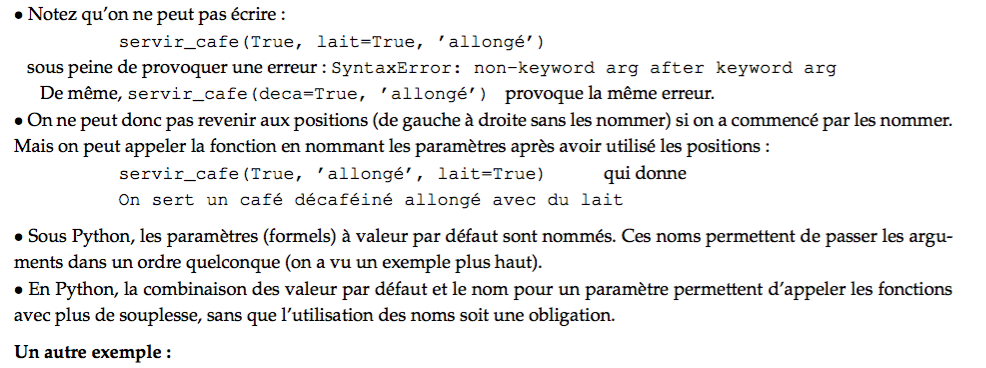 • Notez qu'on ne peut pas écrire :
servir_cafe(True, lait=True, 'allongé')
sous peine de provoquer une erreur : SyntaxError: non-keyword arg after keyword arg
De même, servir_cafe(deca=True, 'allongé') provoque la même erreur.
• On ne peut donc pas revenir aux positions (de gauche à droite sans les nommer) si on a commencé par les nommer.
Mais on peut appeler la fonction en nommant les paramètres après avoir utilisé les positions :
servir_cafe(True, 'allongé', lait=True) qui donne
On sert un café décaféiné allongé avec du lait
• Sous Python, les paramètres (formels) à valeur par défaut sont nommés. Ces noms permettent de passer les argu-
ments dans un ordre quelconque (on a vu un exemple plus haut).
• En Python, la combinaison des valeur par défaut et le nom pour un paramètre permettent d'appeler les fonctions
avec plus de souplesse, sans que l'utilisation des noms soit une obligation.
Un autre exemple :